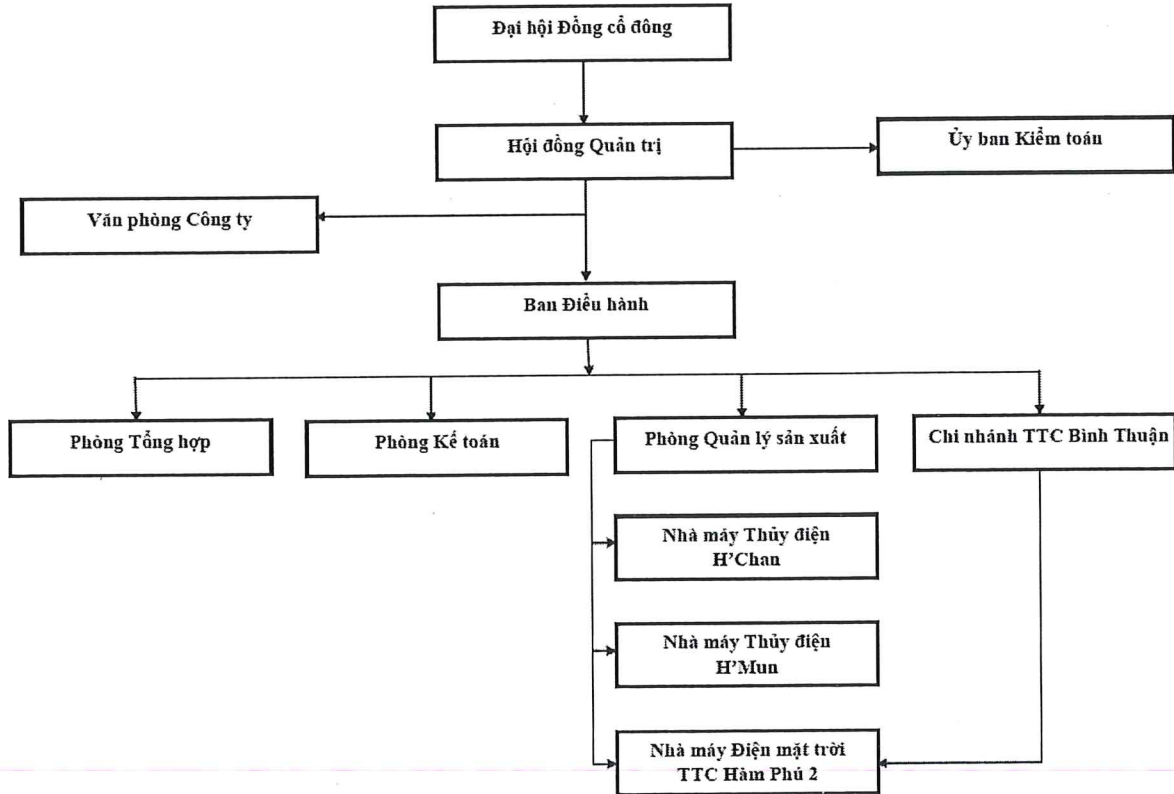 Đại hội Đồng cổ đông
Hội đồng Quản trị
Ủy ban Kiểm toán
Văn phòng Công ty
Ban Điều hành
Phòng Tổng hợp
Phòng Kế toán
Phòng Quản lý sản xuất
Chi nhánh TTC Bình Thuận
Nhà máy Thủy điện
H'Chan
Nhà máy Thủy điện
H'Mun
Nhà máy Điện mặt trời
TTC Hàm Phú 2